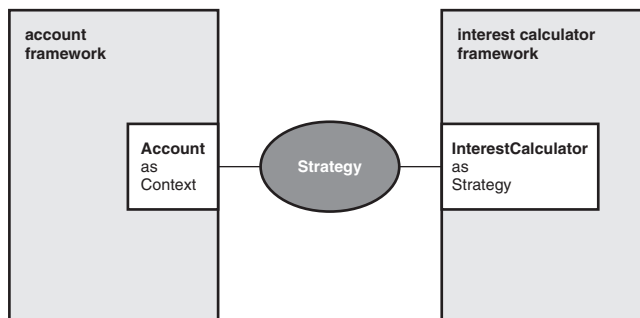 account
framework
interest calculator
framework
Account
as
Context
Strategy
InterestCalculator
as
Strategy